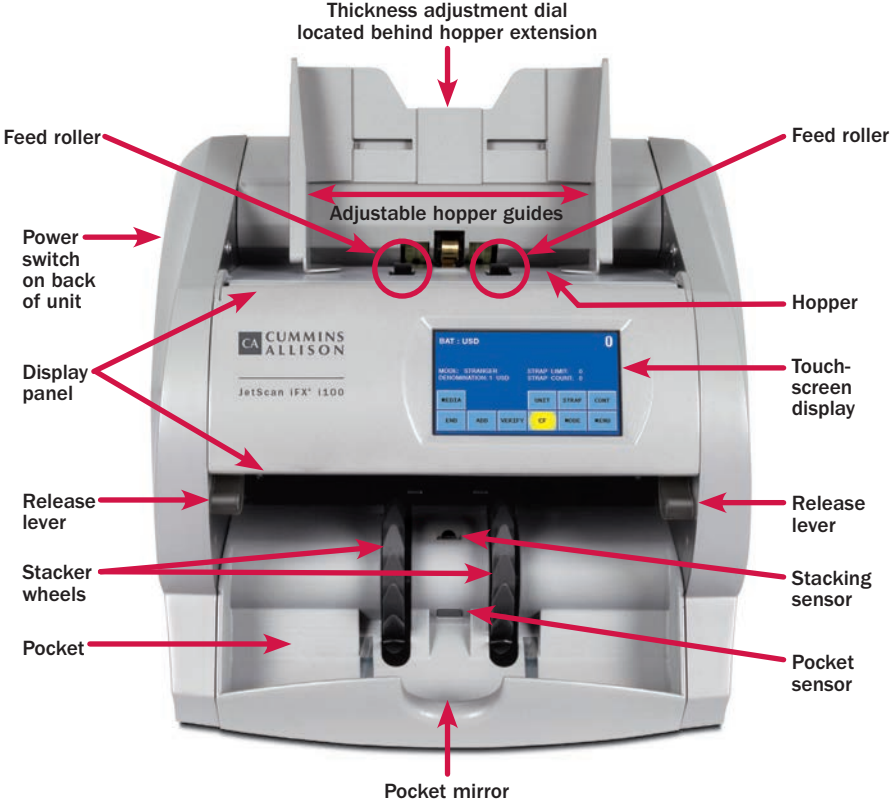 Thickness adjustment dial
located behind hopper extension
Feed roller
Feed roller
Adjustable hopper guides
Power
switch
on back
of unit
Hopper
CA CUMMINS
ALLISON
JetScan iFX® i100
BAT : USD 0
MODE: STRANGER STRAP LIMIT: 0
DENOMINATION: 1 USD STRAP COUNT: 0
MEDIA UNIT STRAP CONT
END ADD VERIFY CF MODE MENU
Display
panel
Touch-
screen
display
Release
lever
Release
lever
Stacker
wheels
Stacking
sensor
Pocket
Pocket
sensor
Pocket mirror